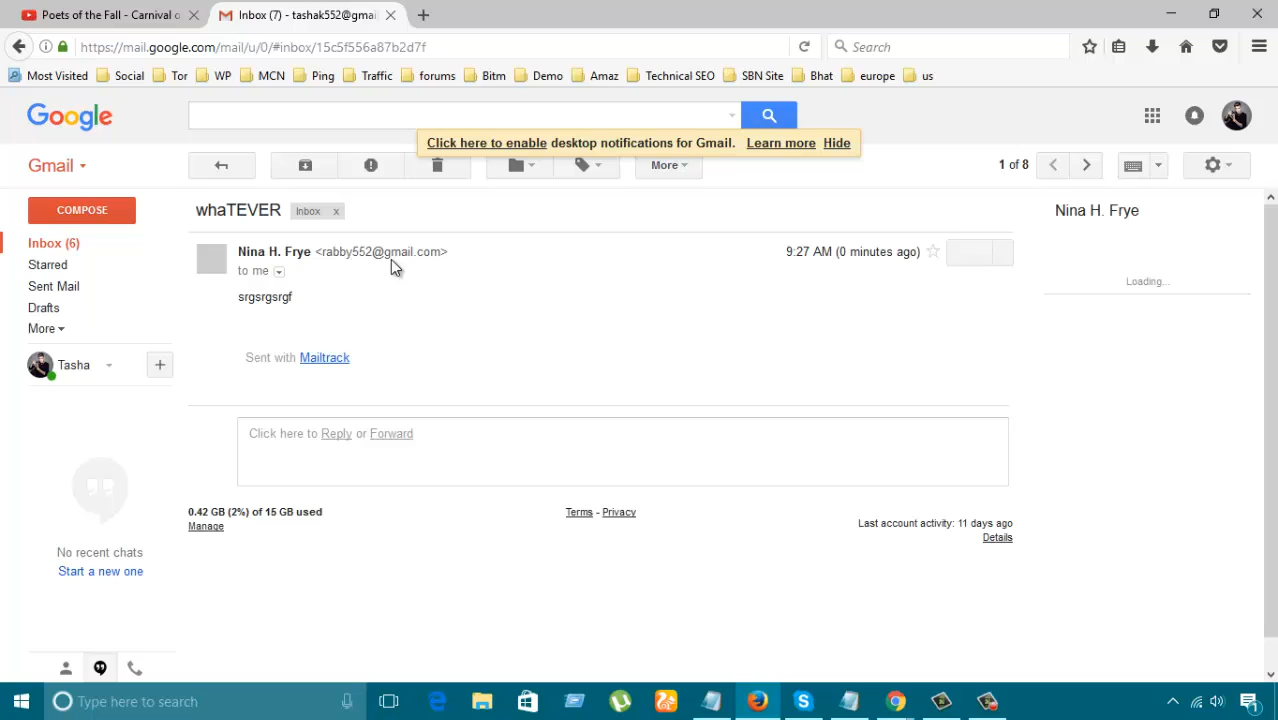 Poets of the Fall - Carnival o
Inbox (7) - tashak552@gmai
https://mail.google.com/mail/u/0/#inbox/15c5f556a87b2d7f
Search
Most Visited Social Tor WP MCN Ping Traffic forums Bitm Demo Amaz Technical SEO SBN Site Bhat europe us
Google
Click here to enable desktop notifications for Gmail. Learn more Hide
Gmail
More
1 of 8
COMPOSE
whaTEVER
Inbox x
Nina H. Frye
Inbox (6)
Starred
Sent Mail
Drafts
More
Nina H. Frye <rabby552@gmail.com>
9:27 AM (0 minutes ago)
to me
Loading...
srgsrgsrgf
Sent with Mailtrack
Tasha
Click here to Reply or Forward
0.42 GB (2%) of 15 GB used
Manage
Terms - Privacy
Last account activity: 11 days ago
Details
No recent chats
Start a new one
Type here to search
1